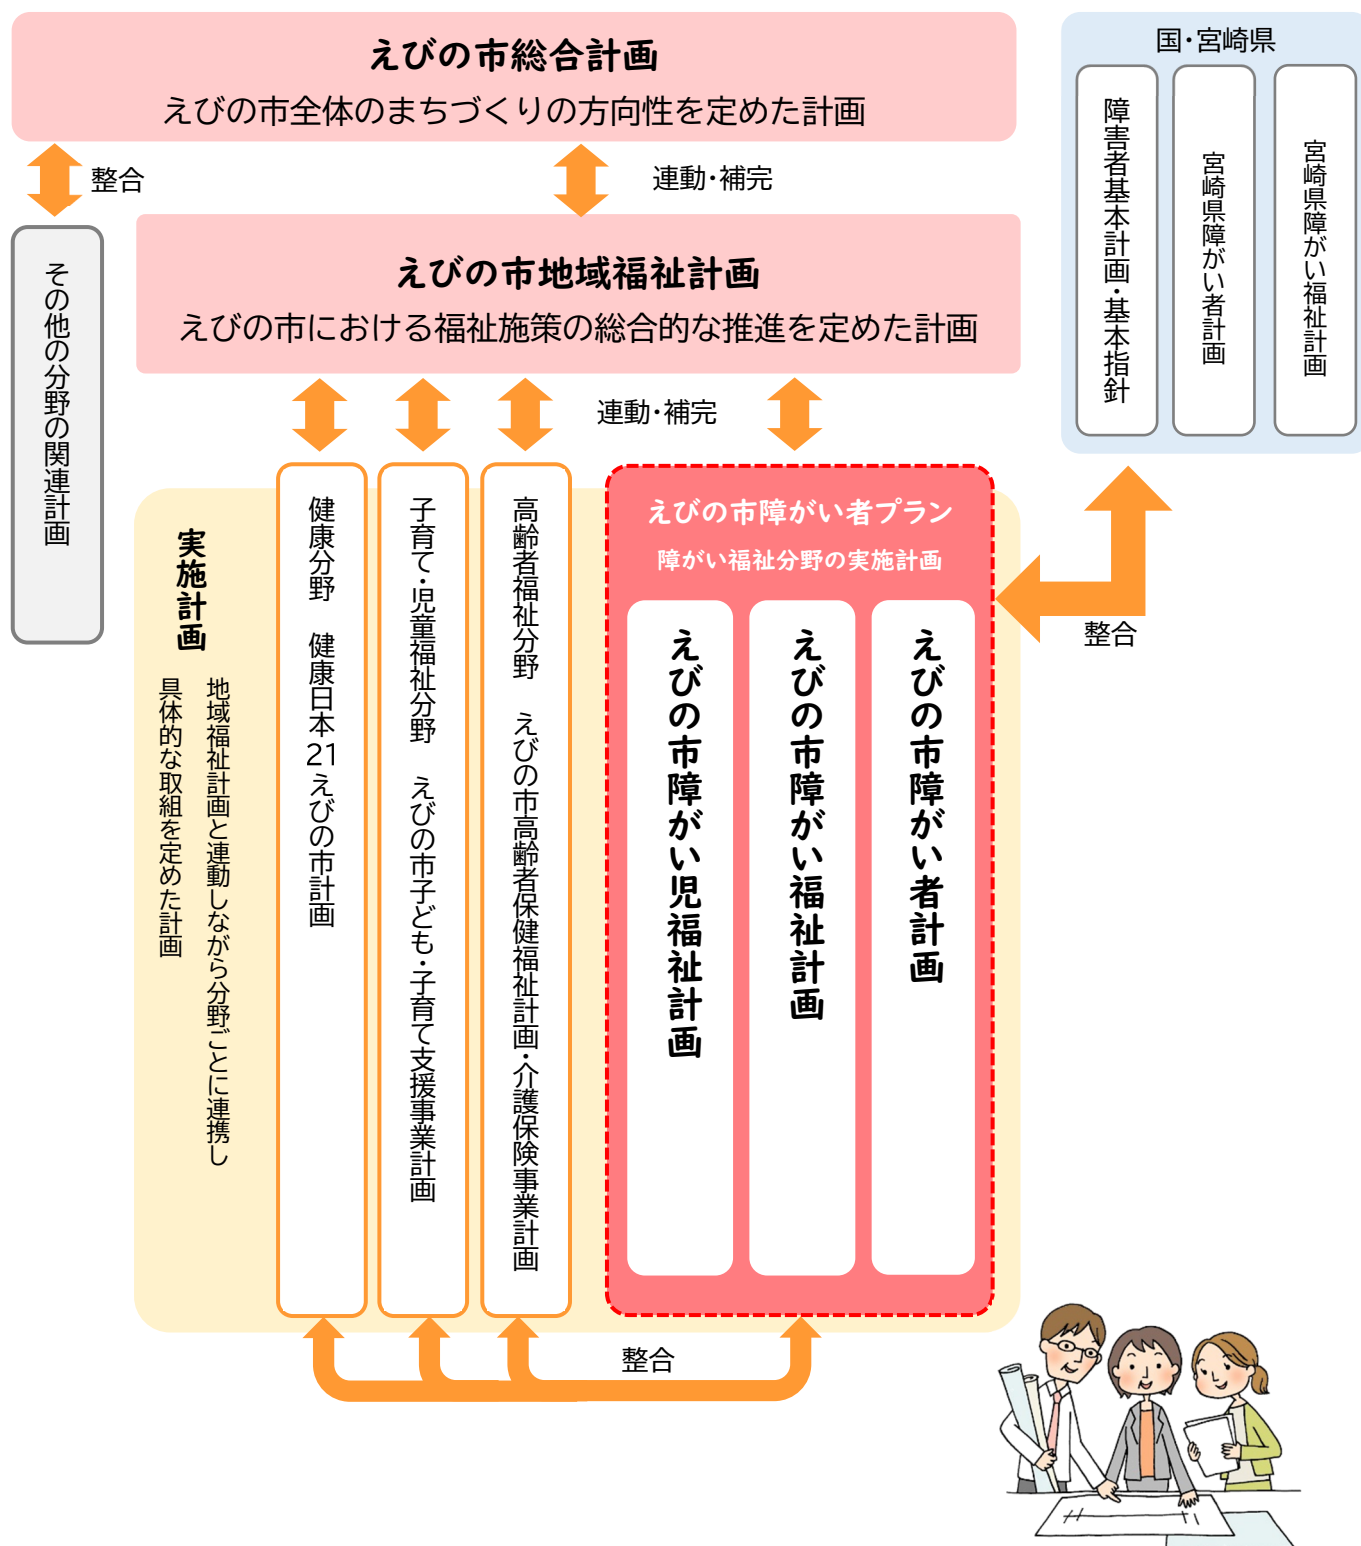 えびの市総合計画
えびの市全体のまちづくりの方向性を定めた計画
国・宮崎県
障害者基本計画・基本指針
宮崎県障がい者計画
宮崎県障がい福祉計画
整合
連動・補完
その他の分野の関連計画
えびの市地域福祉計画
えびの市における福祉施策の総合的な推進を定めた計画
連動・補完
実施計画
地域福祉計画と連動しながら分野ごとに連携し
具体的な取組を定めた計画
健康分野　健康日本21えびの市計画
子育て・児童福祉分野　えびの市子ども・子育て支援事業計画
高齢者福祉分野　えびの市高齢者保健福祉計画・介護保険事業計画
えびの市障がい者プラン
障がい福祉分野の実施計画
えびの市障がい児福祉計画
えびの市障がい福祉計画
えびの市障がい者計画
整合
整合